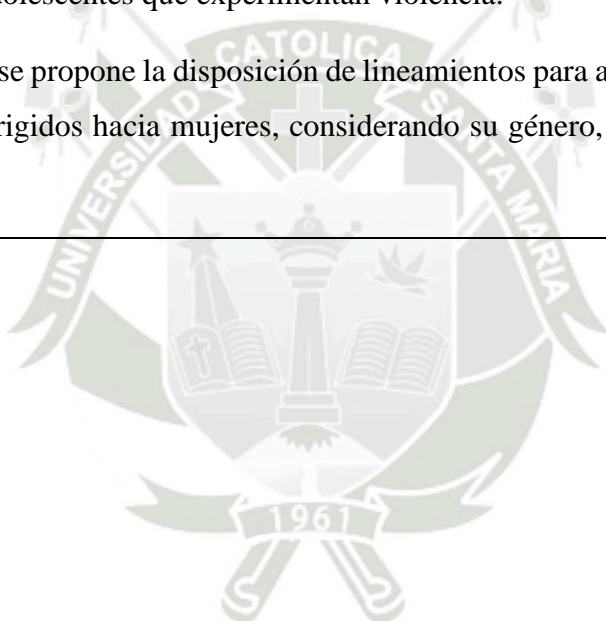 dolescentes que experimentan violencia.
se propone la disposición de lineamientos para a
rigidos hacia mujeres, considerando su género,
UNIVERSIDAD CATOLICA SANTA MARIA
1961